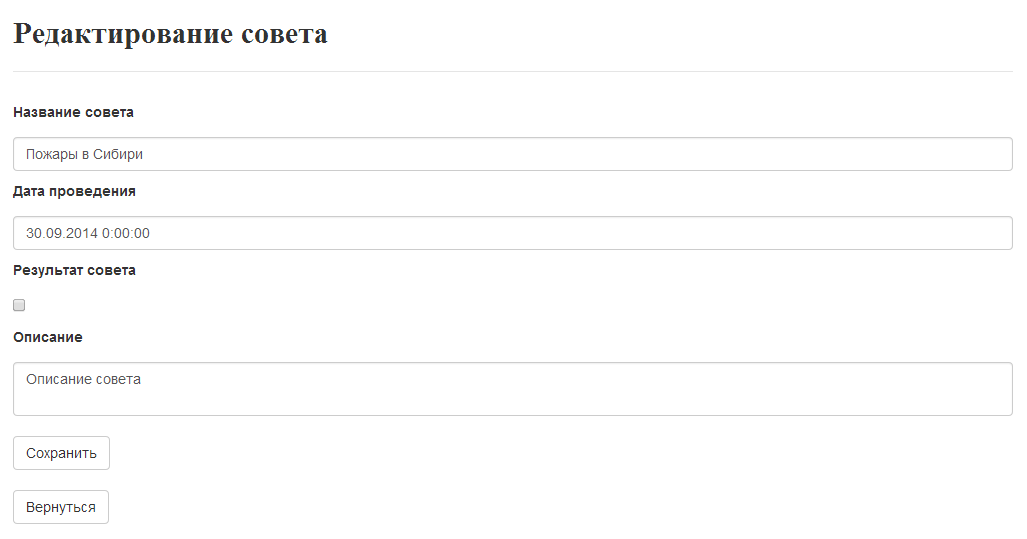 Редактирование совета
Название совета
Пожары в Сибири
Дата проведения
30.09.2014 0:00:00
Результат совета
Описание
Описание совета
Сохранить
Вернуться